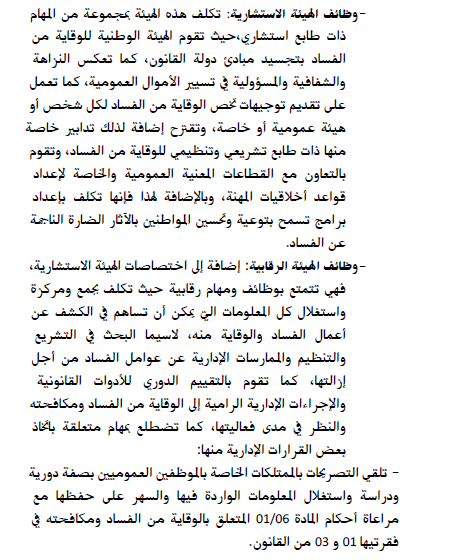 -وظائف الهيئة الاستشارية: تكلف هذه الهيئة بمجموعة من المهام
ذات طابع استشاري،حيث تقوم الهيئة الوطنية للوقاية من
الفساد بتجسيد مبادئ دولة القانون، كما تعكس النزاهة
والشفافية والمسؤولية في تسيير الأموال العمومية، كما تعمل
على تقديم توجيهات تخص الوقاية من الفساد لكل شخص أو
هيئة عمومية أو خاصة، وتقترح إضافة لذلك تدابير خاصة
منها ذات طابع تشريعي وتنظيمي للوقاية من الفساد، وتقوم
بالتعاون مع القطاعات المعنية العمومية والخاصة لإعداد
قواعد أخلاقيات المهنة، وبالإضافة لهذا فإنها تكلف بإعداد
برامج تسمح بتوعية وتحسين المواطنين بالآثار الضارة الناجمة
عن الفساد.
-وظائف الهيئة الرقابية: إضافة إلى اختصاصات الهيئة الاستشارية،
فهي تتمتع بوظائف ومهام رقابية حيث تكلف بجمع ومركزة
واستغلال كل المعلومات التي يمكن أن تساهم في الكشف عن
أعمال الفساد والوقاية منه، لاسيما البحث في التشريع
والتنظيم والممارسات الإدارية عن عوامل الفساد من أجل
إزالتها، كما تقوم بالتقييم الدوري للأدوات القانونية
والإجراءات الإدارية الرامية إلى الوقاية من الفساد ومكافحته
والنظر في مدى فعاليتها، كما تضطلع بمهام متعلقة باتخاذ
بعض القرارات الإدارية منها:
- تلقي التصريحات بالممتلكات الخاصة بالموظفين العموميين بصفة دورية
ودراسة واستغلال المعلومات الواردة فيها والسهر على حفظها مع
مراعاة أحكام المادة 01/06 المتعلق بالوقاية من الفساد ومكافحته في
فقرتيها 01 و 03 من القانون.